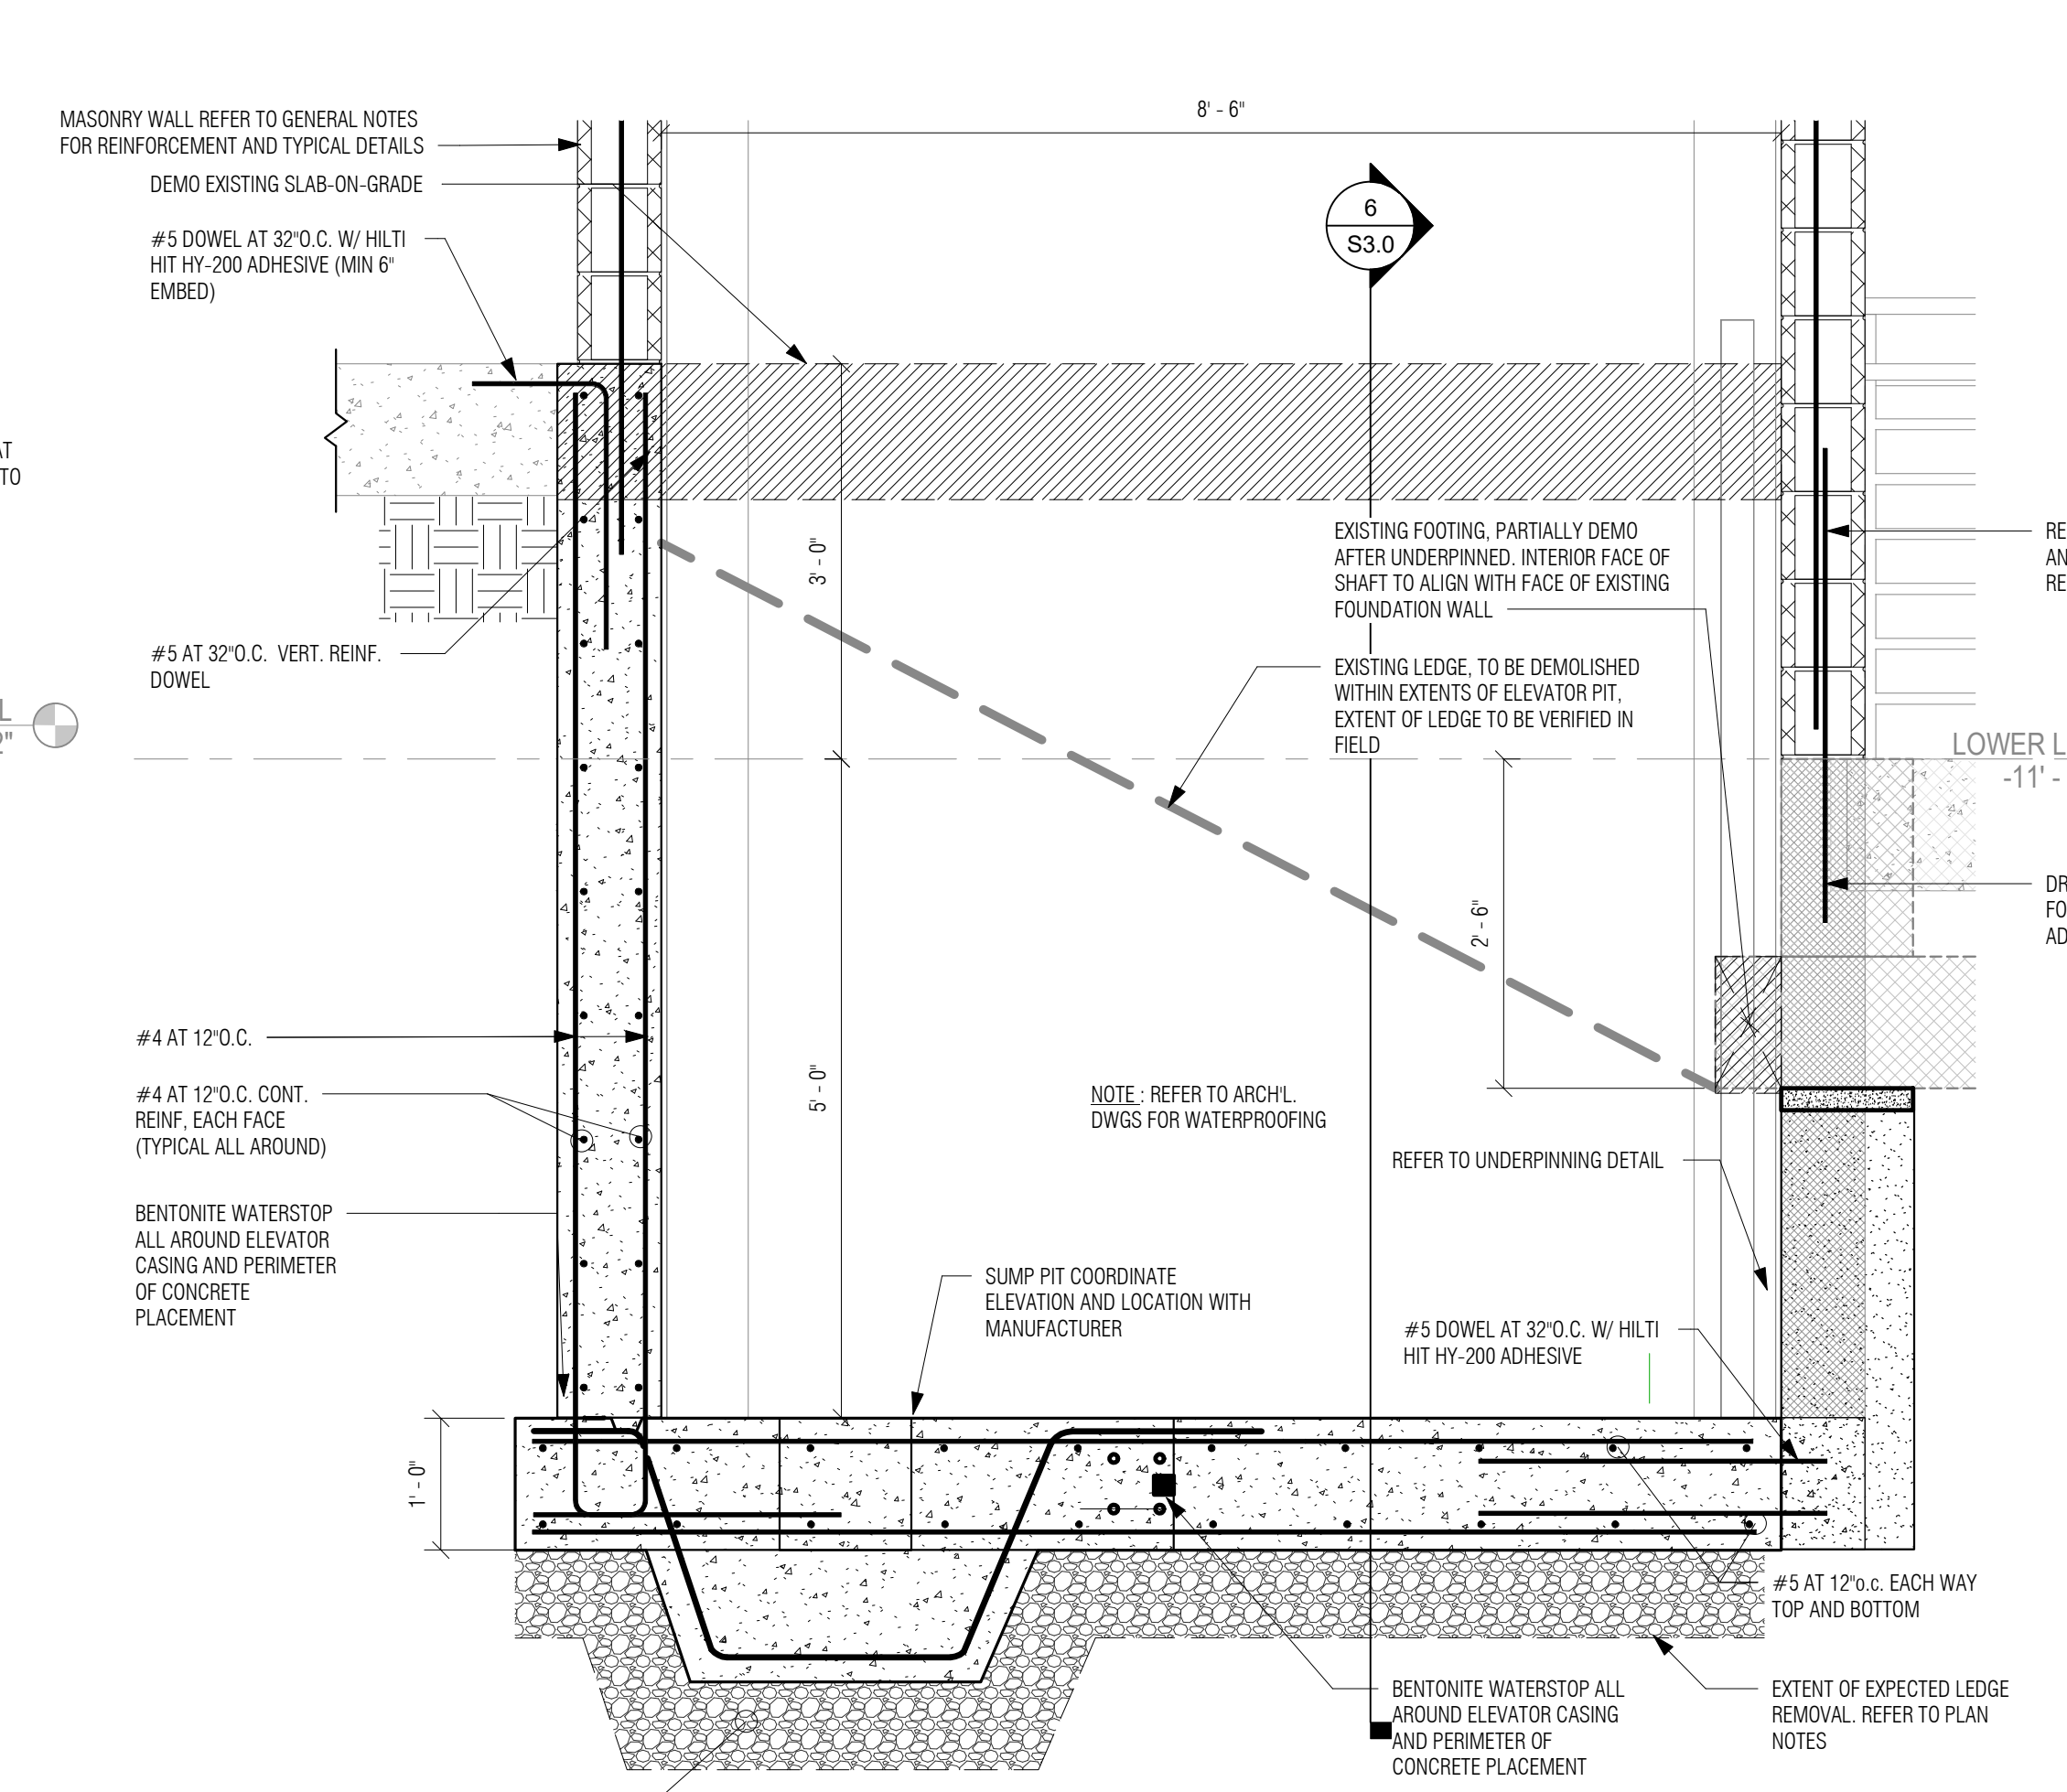 8' - 6"
MASONRY WALL REFER TO GENERAL NOTES
FOR REINFORCEMENT AND TYPICAL DETAILS
DEMO EXISTING SLAB-ON-GRADE
#5 DOWEL AT 32"O.C. W/ HILTI
HIT HY-200 ADHESIVE (MIN 6"
EMBED)
6
S3.0
AT
TO
EXISTING FOOTING, PARTIALLY DEMO
AFTER UNDERPINNED. INTERIOR FACE OF
SHAFT TO ALIGN WITH FACE OF EXISTING
FOUNDATION WALL
RE
AN
RE
3' - 0"
#5 AT 32"O.C. VERT. REINF.
DOWEL
EXISTING LEDGE, TO BE DEMOLISHED
WITHIN EXTENTS OF ELEVATOR PIT,
EXTENT OF LEDGE TO BE VERIFIED IN
FIELD
L
2"
LOWER L
-11' -
DR
FO
AD
2' - 6"
#4 AT 12"O.C.
#4 AT 12"O.C. CONT.
REINF, EACH FACE
(TYPICAL ALL AROUND)
5' - 0"
NOTE : REFER TO ARCH'L.
DWGS FOR WATERPROOFING
REFER TO UNDERPINNING DETAIL
BENTONITE WATERSTOP
ALL AROUND ELEVATOR
CASING AND PERIMETER
OF CONCRETE
PLACEMENT
SUMP PIT COORDINATE
ELEVATION AND LOCATION WITH
MANUFACTURER
#5 DOWEL AT 32"O.C. W/ HILTI
HIT HY-200 ADHESIVE
1' - 0"
#5 AT 12"o.c. EACH WAY
TOP AND BOTTOM
BENTONITE WATERSTOP ALL
AROUND ELEVATOR CASING
AND PERIMETER OF
CONCRETE PLACEMENT
EXTENT OF EXPECTED LEDGE
REMOVAL. REFER TO PLAN
NOTES